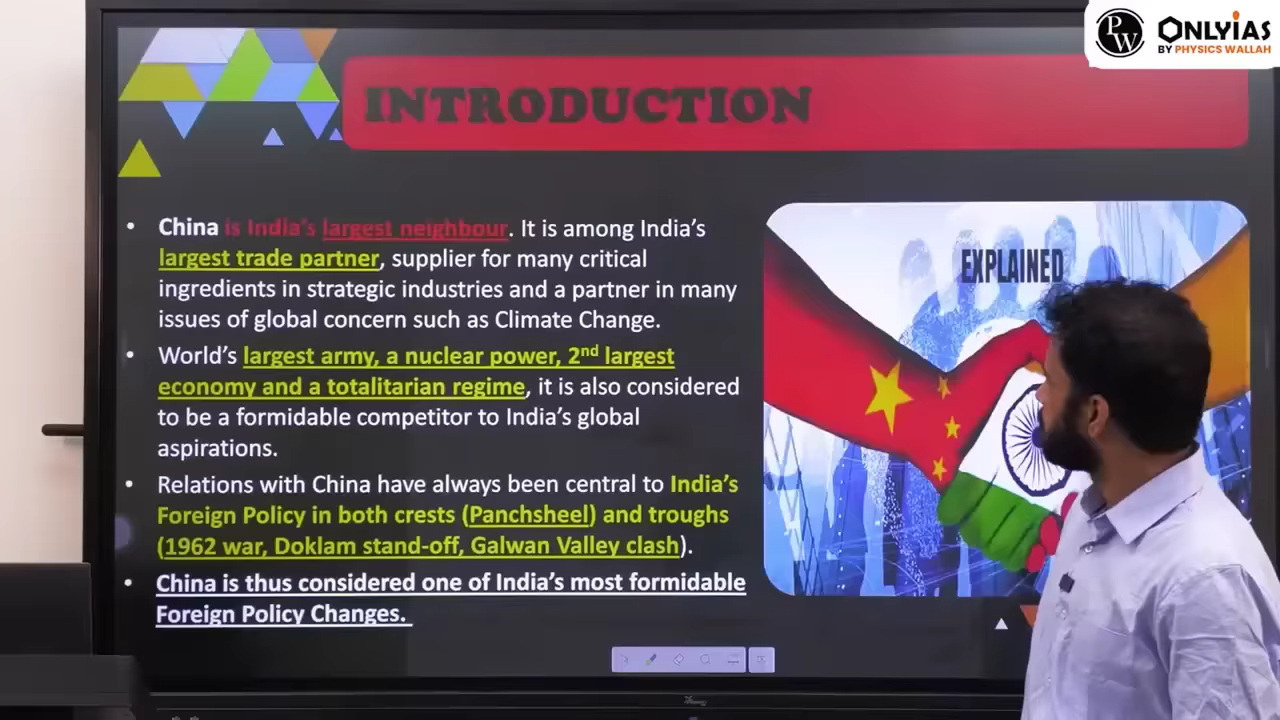 PW ONLYIAS
BY PHYSICS WALLAH
INTRODUCTION
• China is India's largest neighbour. It is among India's
largest trade partner, supplier for many critical
ingredients in strategic industries and a partner in many
issues of global concern such as Climate Change.
• World's largest army, a nuclear power, 2nd largest
economy and a totalitarian regime, it is also considered
to be a formidable competitor to India's global
aspirations.
• Relations with China have always been central to India's
Foreign Policy in both crests (Panchsheel) and troughs
(1962 war, Doklam stand-off, Galwan Valley clash).
• China is thus considered one of India's most formidable
Foreign Policy Changes.
EXPLAINED